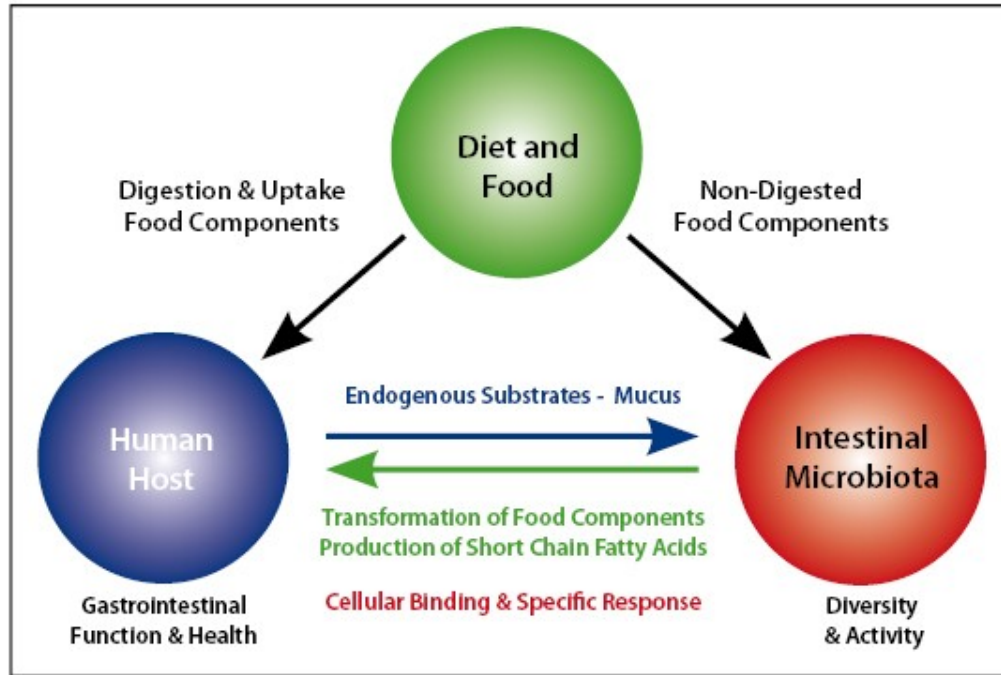 Diet and
Food
Digestion & Uptake
Food Components
Non-Digested
Food Components
Human
Host
Endogenous Substrates - Mucus
Intestinal
Microbiota
Transformation of Food Components
Production of Short Chain Fatty Acids
Cellular Binding & Specific Response
Gastrointestinal
Function & Health
Diversity
& Activity